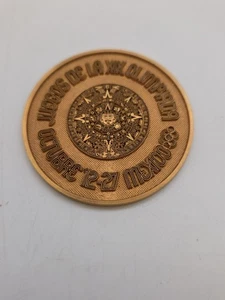 JUEGOS DE LA XIX OLIMPIADA
OCTUBRE 12-27 MEXICO 68